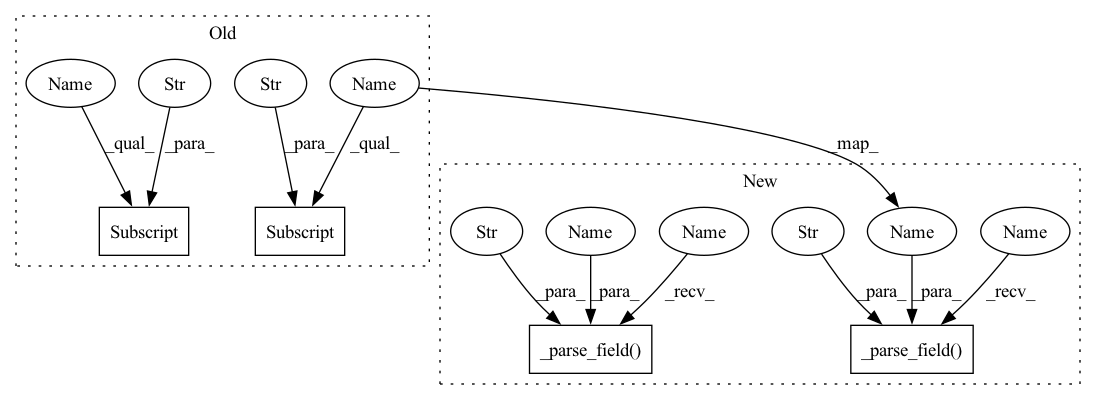 Old
Name
Str
Str
Name
_qual_
_para_
_para_
_qual_
_map_
Subscript
Subscript
New
Str
Name
Name
Str
Name
Name
_para_
_para_
_recv_
_para_
_para_
_recv_
_parse_field()
_parse_field()